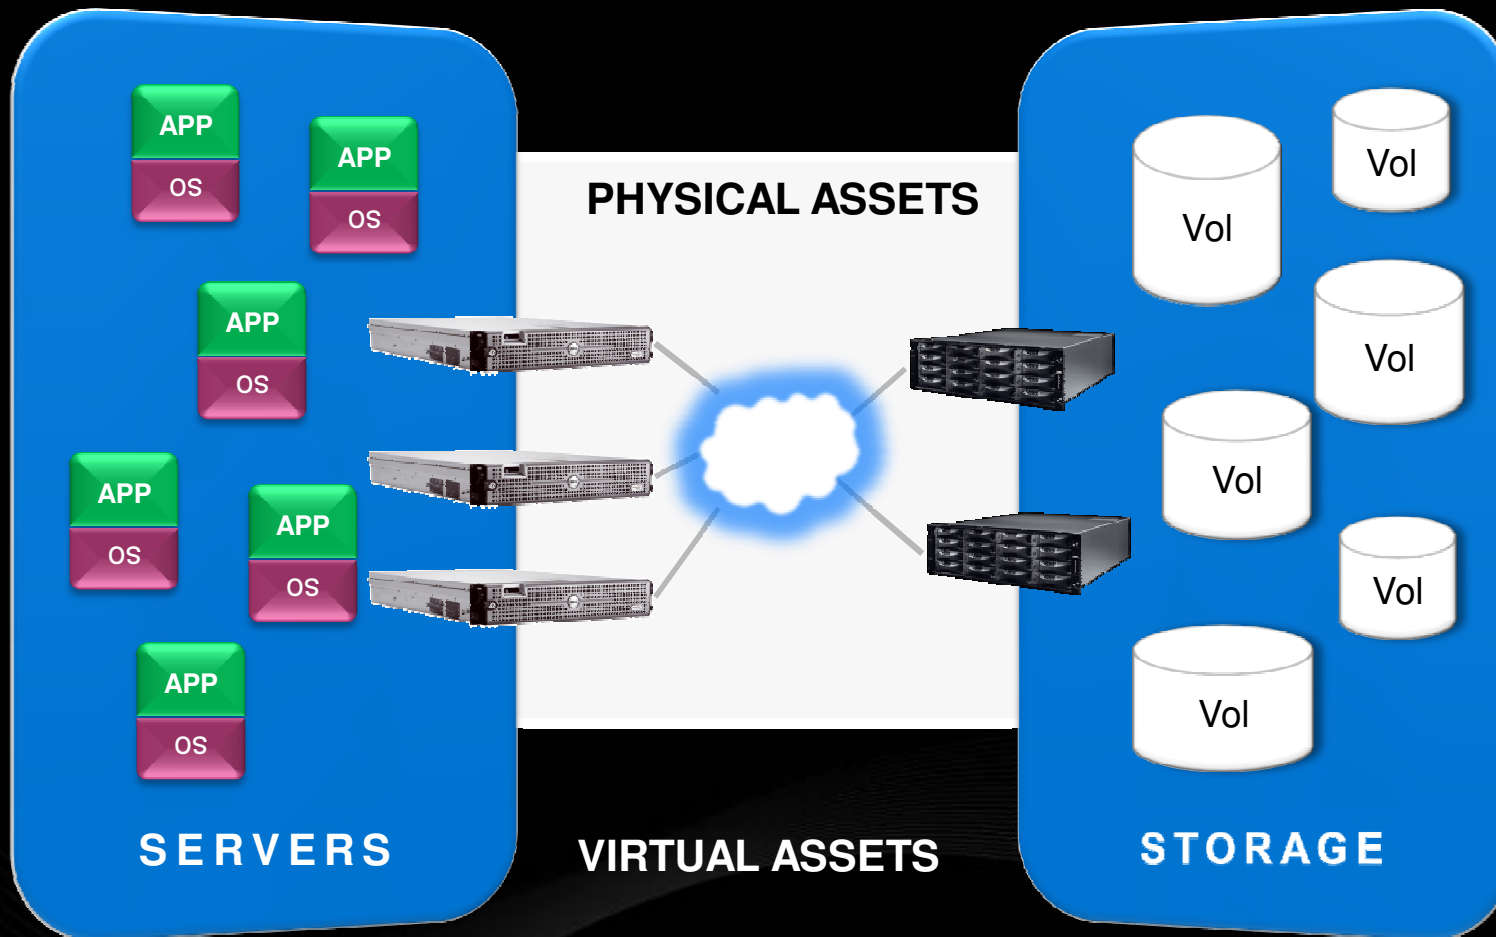 APP
OS
APP
OS
APP
OS
APP
OS
APP
OS
APP
OS
SERVERS
PHYSICAL ASSETS
VIRTUAL ASSETS
Vol
Vol
Vol
Vol
Vol
Vol
STORAGE